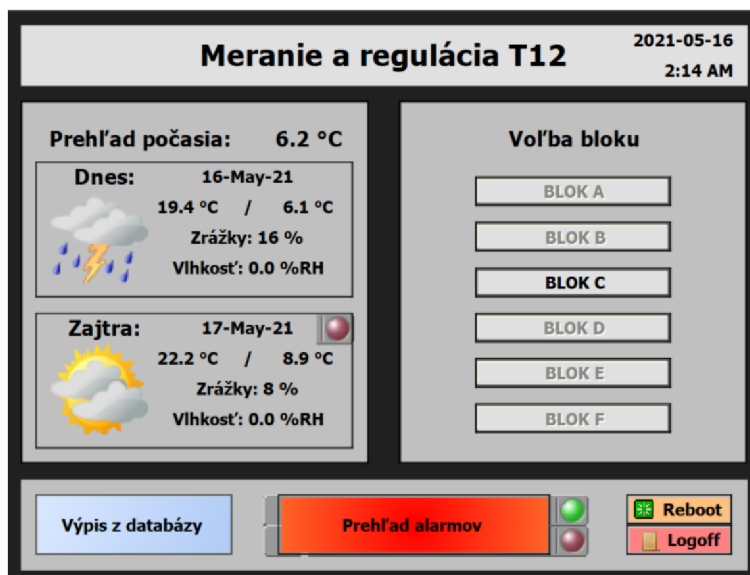 Meranie a regulácia T12
2021-05-16
2:14 AM
Prehľad počasia: 6.2 °C
Dnes: 16-May-21
19.4 °C / 6.1 °C
Zrážky: 16 %
Vlhkosť: 0.0 %RH
Zajtra: 17-May-21
22.2 °C / 8.9 °C
Zrážky: 8 %
Vlhkosť: 0.0 %RH
Voľba bloku
BLOK A
BLOK B
BLOK C
BLOK D
BLOK E
BLOK F
Výpis z databázy
Prehľad alarmov
Reboot
Logoff